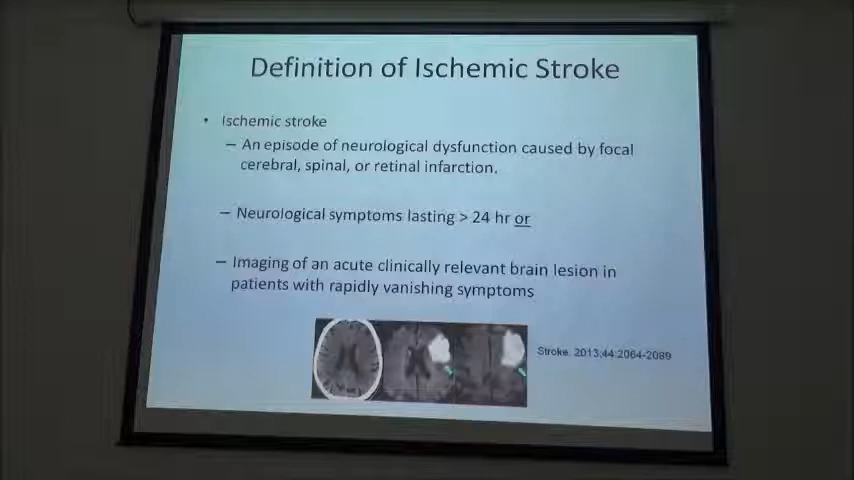 Definition of Ischemic Stroke
• Ischemic stroke
– An episode of neurological dysfunction caused by focal
cerebral, spinal, or retinal infarction.
– Neurological symptoms lasting > 24 hr or
– Imaging of an acute clinically relevant brain lesion in
patients with rapidly vanishing symptoms
Stroke. 2013;44:2064-2089